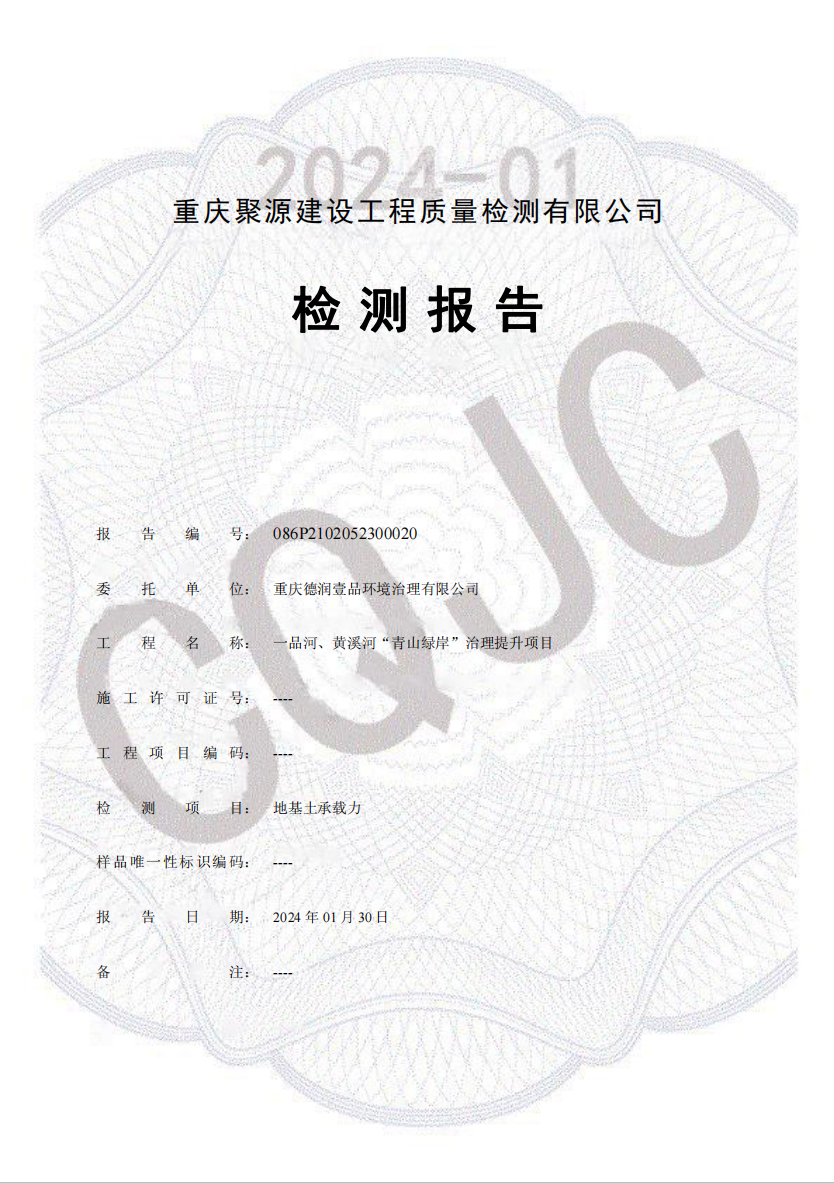 2024-01
重庆聚源建设工程质量检测有限公司
检测报告
CQJC
报告编号：086P2102052300020
委托单位：重庆德润壹品环境治理有限公司
工程名称：一品河、黄溪河“青山绿岸”治理提升项目
施工许可证号：----
工程项目编码：----
检测项目：地基土承载力
样品唯一性标识编码：----
报告日期：2024 年 01 月 30 日
备注：----